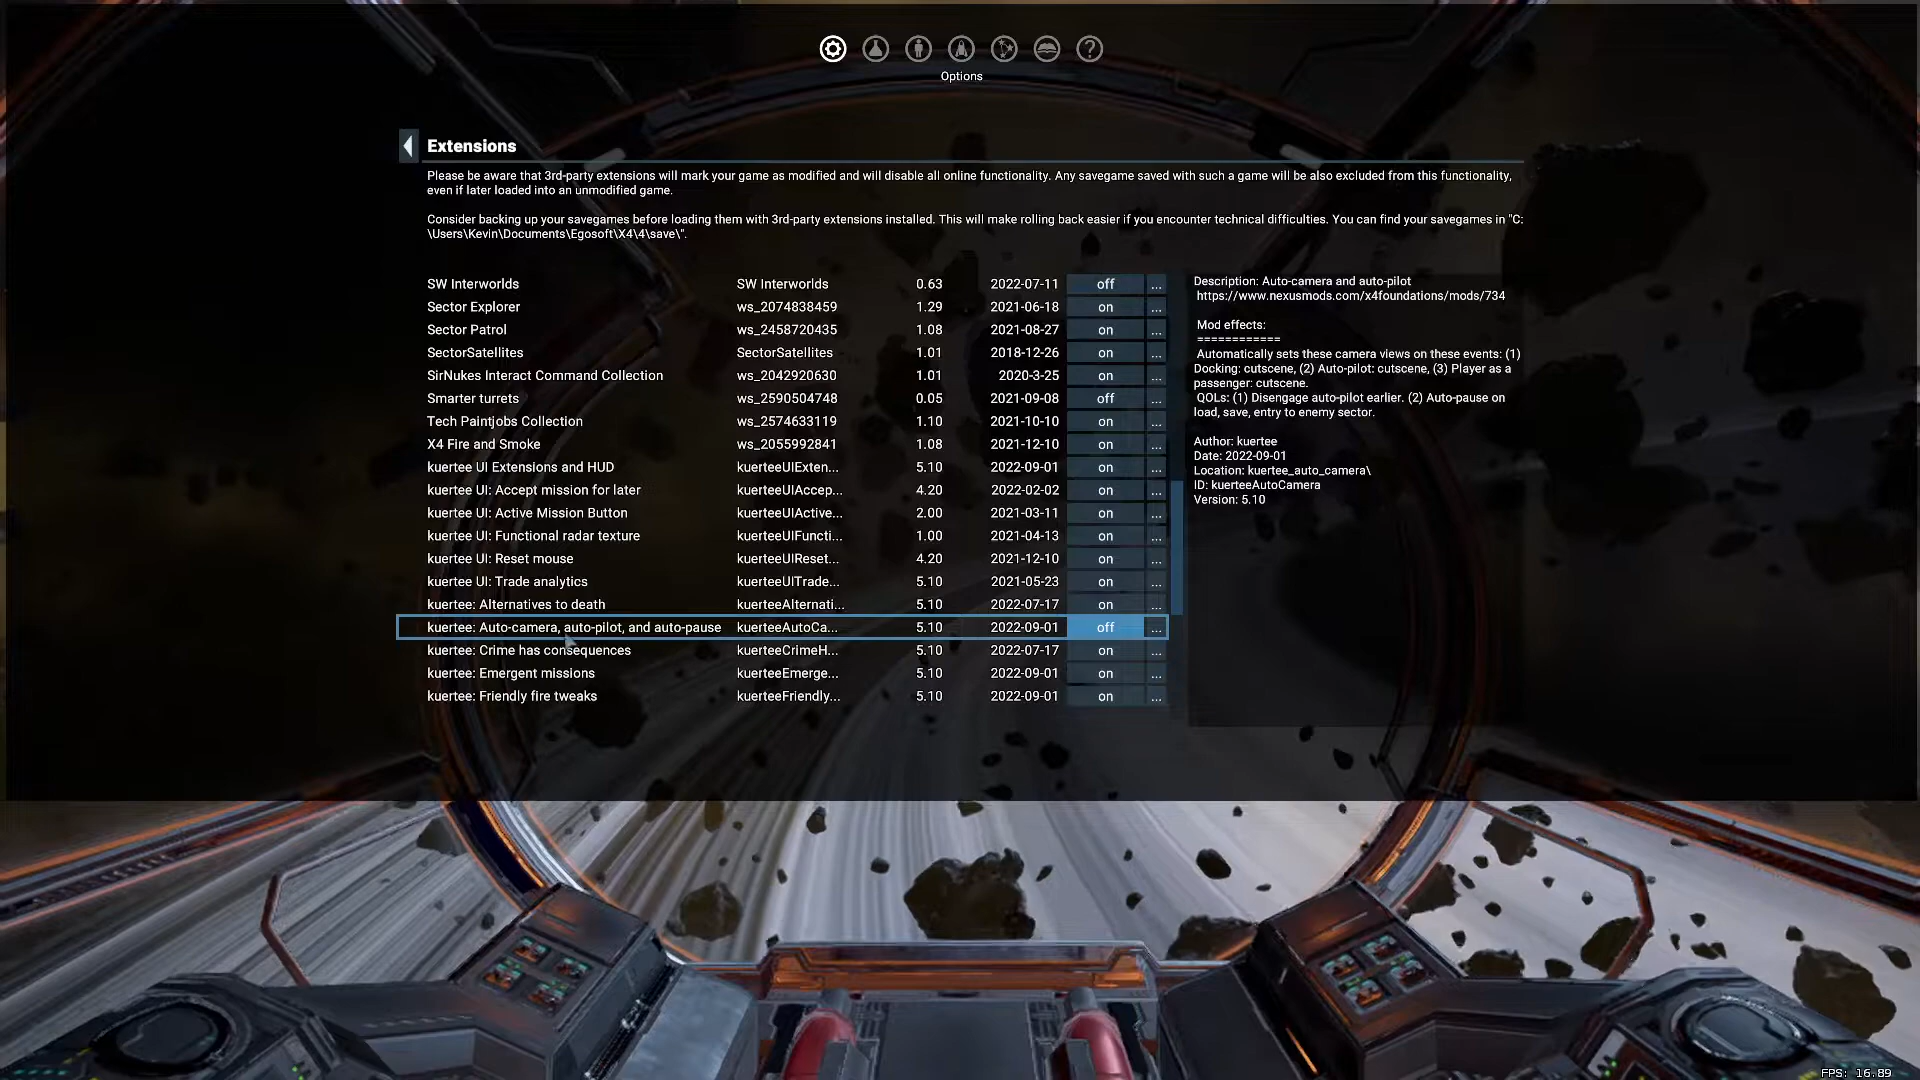 Options
Extensions
Please be aware that 3rd-party extensions will mark your game as modified and will disable all online functionality. Any savegame saved with such a game will be also excluded from this functionality,
even if later loaded into an unmodified game.
Consider backing up your savegames before loading them with 3rd-party extensions installed. This will make rolling back easier if you encounter technical difficulties. You can find your savegames in "C:
\Users\Kevin\Documents\Egosoft\X4\4\save\".
SW Interworlds SW Interworlds 0.63 2022-07-11 off ...
Sector Explorer ws_2074838459 1.29 2021-06-18 on ...
Sector Patrol ws_2458720435 1.08 2021-08-27 on ...
SectorSatellites SectorSatellites 1.01 2018-12-26 on ...
SirNukes Interact Command Collection ws_2042920630 1.01 2020-3-25 on ...
Smarter turrets ws_2590504748 0.05 2021-09-08 off ...
Tech Paintjobs Collection ws_2574633119 1.10 2021-10-10 on ...
X4 Fire and Smoke ws_2055992841 1.08 2021-12-10 on ...
kuertee UI Extensions and HUD kuerteeUIExten... 5.10 2022-09-01 on ...
kuertee UI: Accept mission for later kuerteeUIAccep... 4.20 2022-02-02 on ...
kuertee UI: Active Mission Button kuerteeUIActive... 2.00 2021-03-11 on ...
kuertee UI: Functional radar texture kuerteeUIFuncti... 1.00 2021-04-13 on ...
kuertee UI: Reset mouse kuerteeUIReset... 4.20 2021-12-10 on ...
kuertee UI: Trade analytics kuerteeUITrade... 5.10 2021-05-23 on ...
kuertee: Alternatives to death kuerteeAlternati... 5.10 2022-07-17 on ...
kuertee: Auto-camera, auto-pilot, and auto-pause kuerteeAutoCa... 5.10 2022-09-01 off ...
kuertee: Crime has consequences kuerteeCrimeH... 5.10 2022-07-17 on ...
kuertee: Emergent missions kuerteeEmerge... 5.10 2022-09-01 on ...
kuertee: Friendly fire tweaks kuerteeFriendly... 5.10 2022-09-01 on ...
Description: Auto-camera and auto-pilot
https://www.nexusmods.com/x4foundations/mods/734
Mod effects:
============
Automatically sets these camera views on these events: (1)
Docking: cutscene, (2) Auto-pilot: cutscene, (3) Player as a
passenger: cutscene.
QOLs: (1) Disengage auto-pilot earlier. (2) Auto-pause on
load, save, entry to enemy sector.
Author: kuertee
Date: 2022-09-01
Location: kuertee_auto_camera\
ID: kuerteeAutoCamera
Version: 5.10
FPS: 16.89